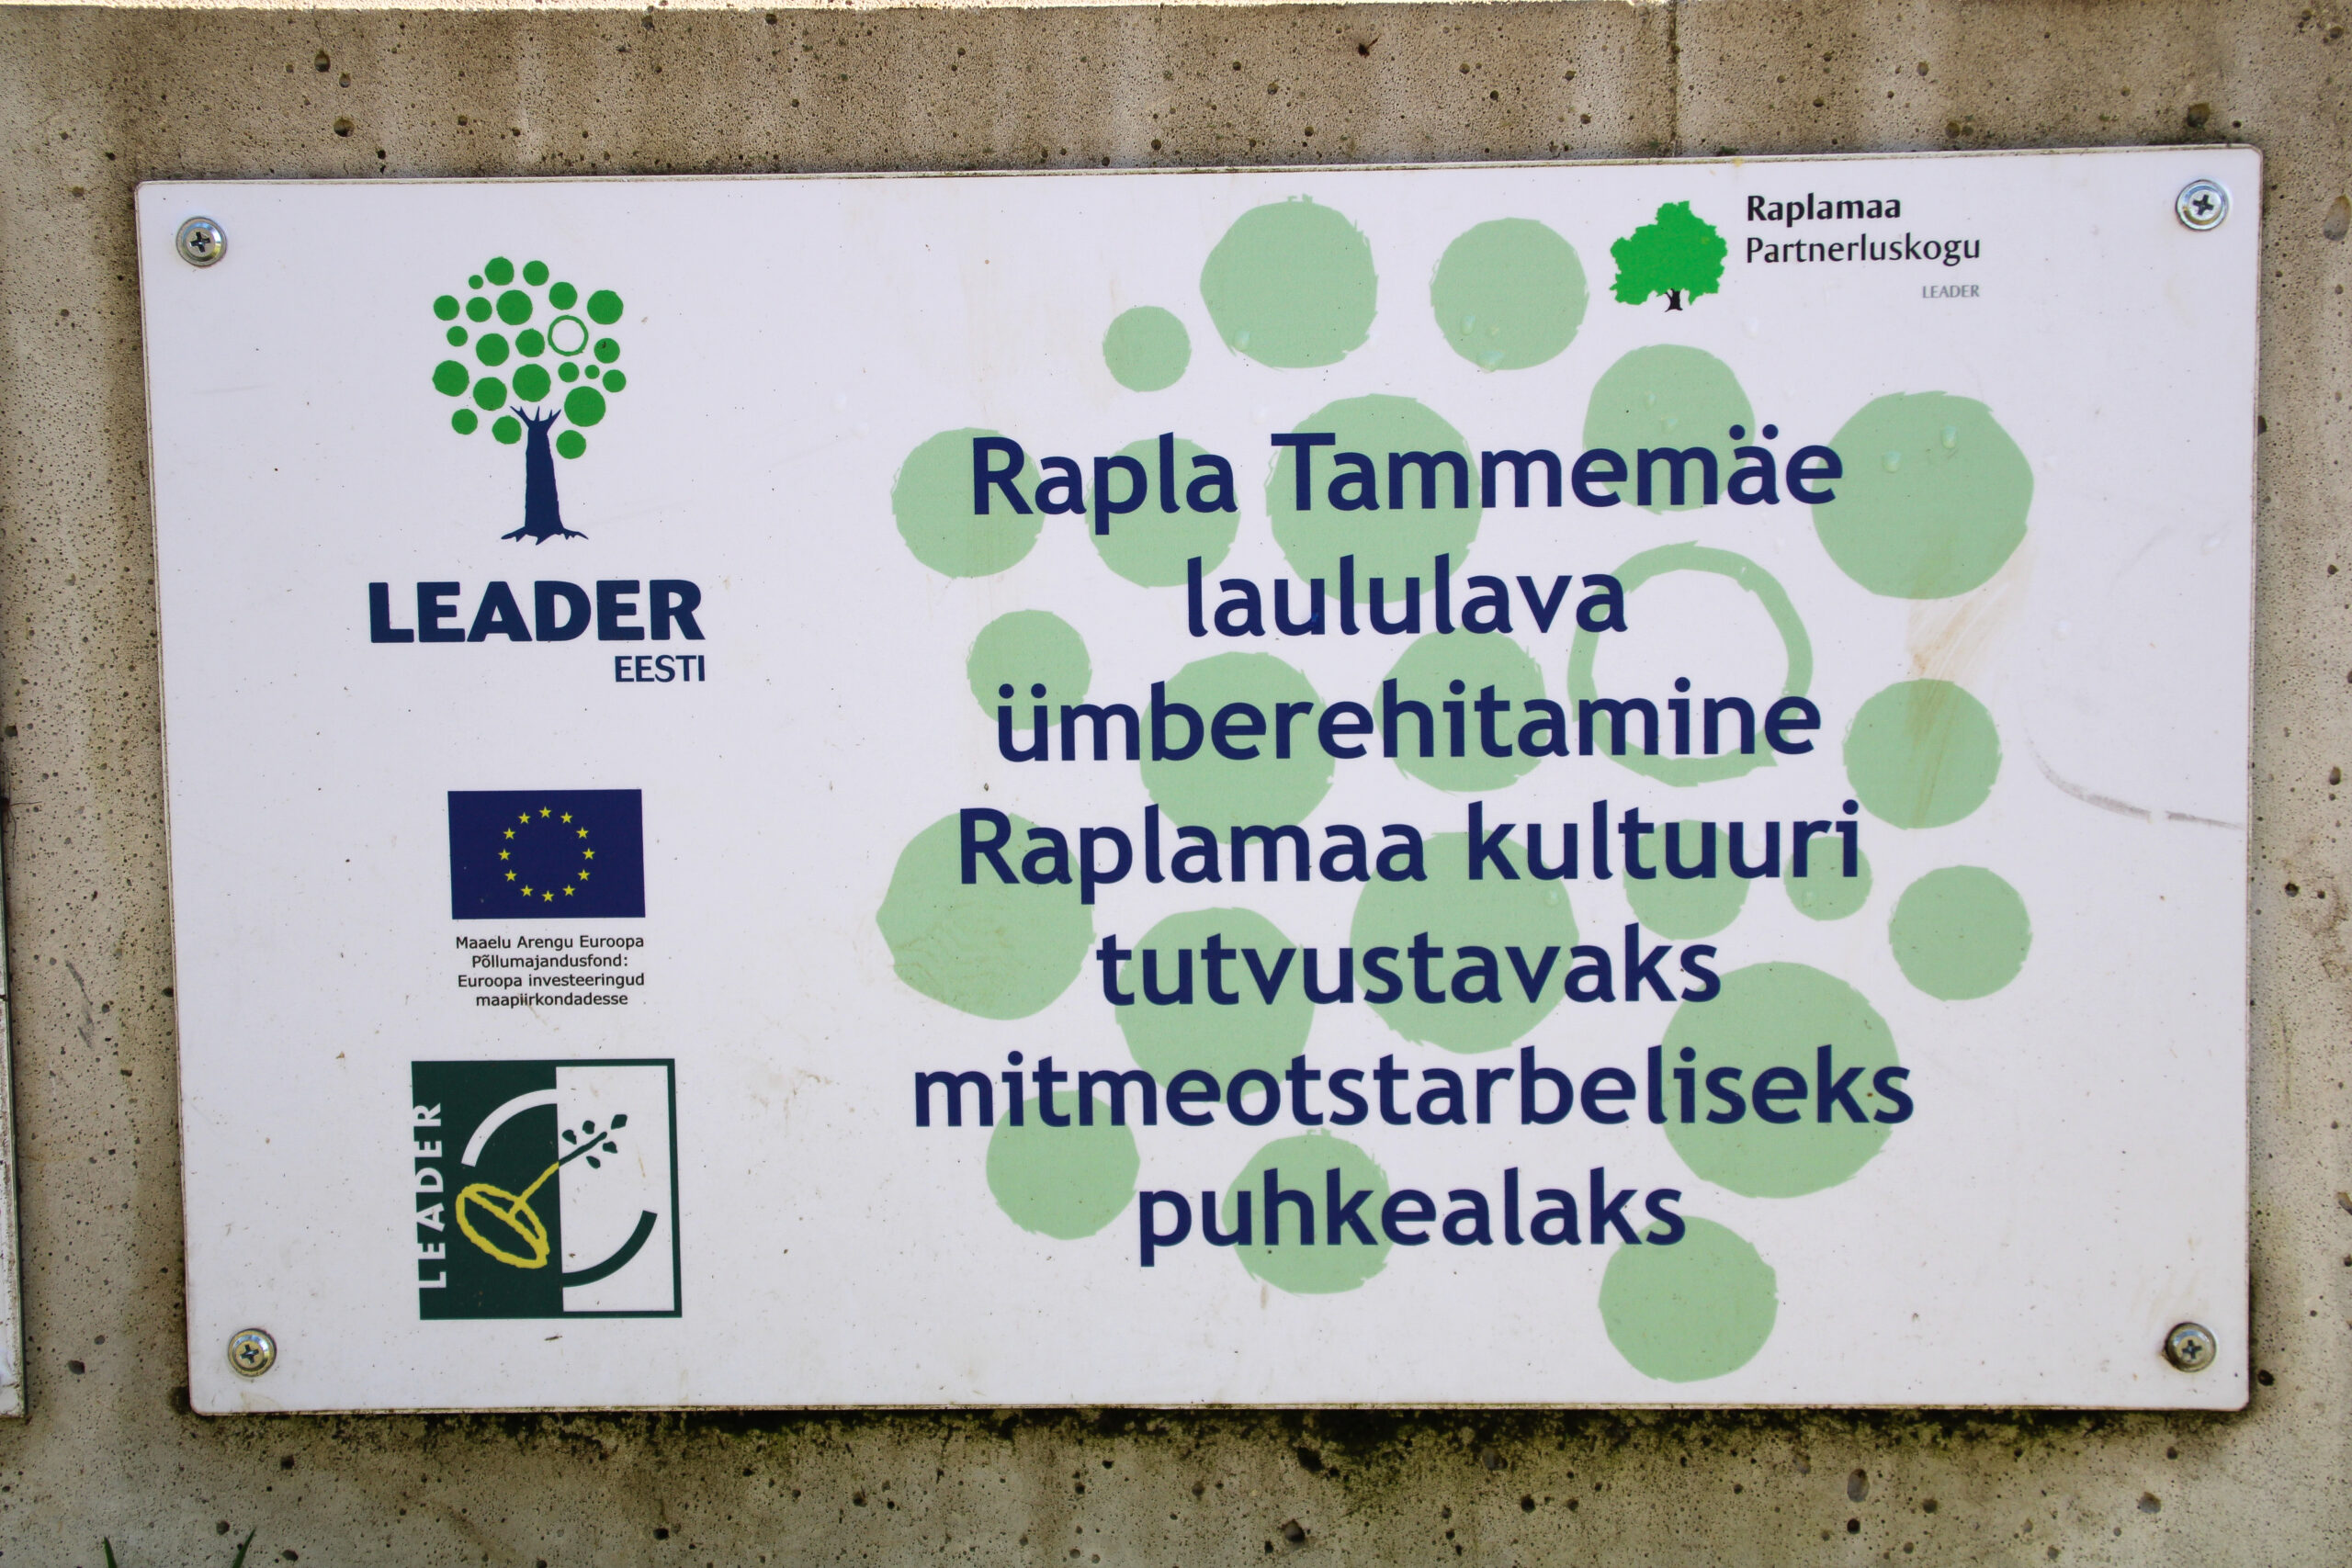 LEADER
EESTI
Maaelu Arengu Euroopa
Põllumajandusfond:
Euroopa investeeringud
maapiirkondadesse
LEADER
Raplamaa
Partnerluskogu
LEADER
Rapla Tammemäe
laululava
ümberehitamine
Raplamaa kultuuri
tutvustavaks
mitmeotstarbeliseks
puhkealaks